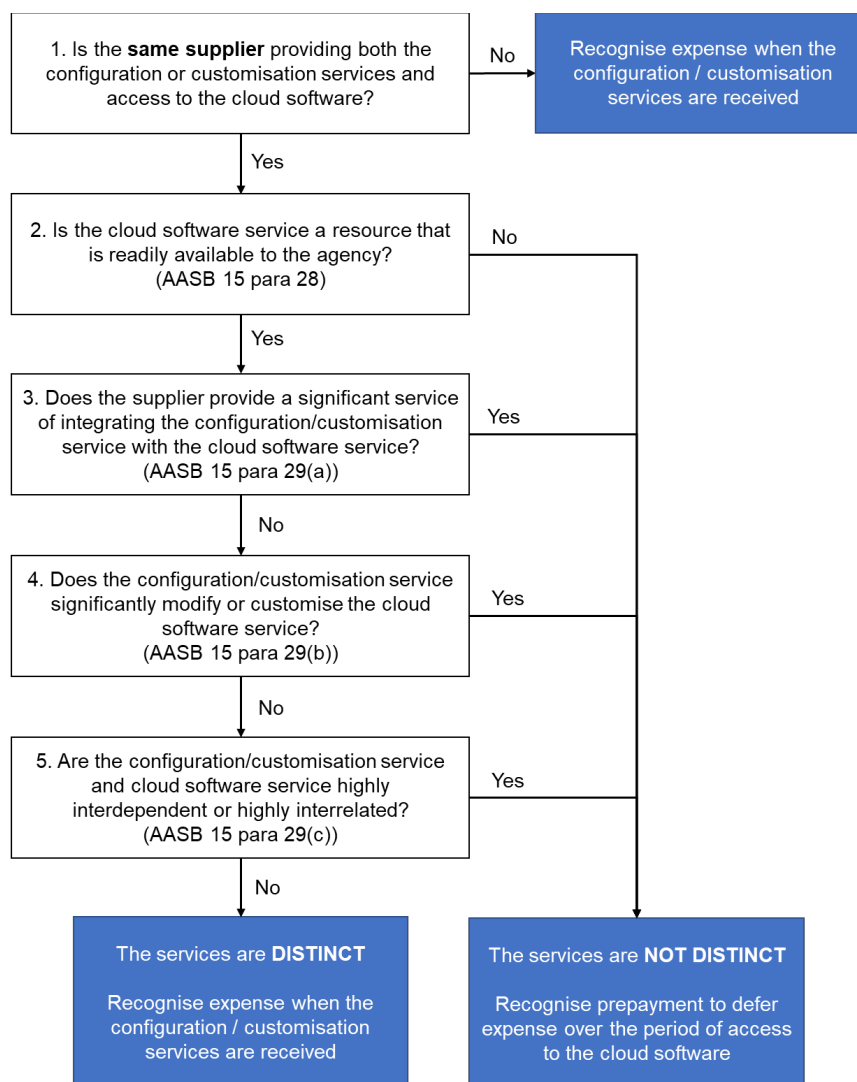 1. Is the same supplier providing both the
configuration or customisation services and
access to the cloud software?
No
Recognise expense when the
configuration / customisation
services are received
Yes
2. Is the cloud software service a resource that
is readily available to the agency?
(AASB 15 para 28)
No
Yes
3. Does the supplier provide a significant service
of integrating the configuration/customisation
service with the cloud software service?
(AASB 15 para 29(a))
Yes
No
4. Does the configuration/customisation service
significantly modify or customise the cloud
software service?
(AASB 15 para 29(b))
Yes
No
5. Are the configuration/customisation service
and cloud software service highly
interdependent or highly interrelated?
(AASB 15 para 29(c))
Yes
No
The services are DISTINCT
Recognise expense when the
configuration / customisation
services are received
The services are NOT DISTINCT
Recognise prepayment to defer
expense over the period of access
to the cloud software